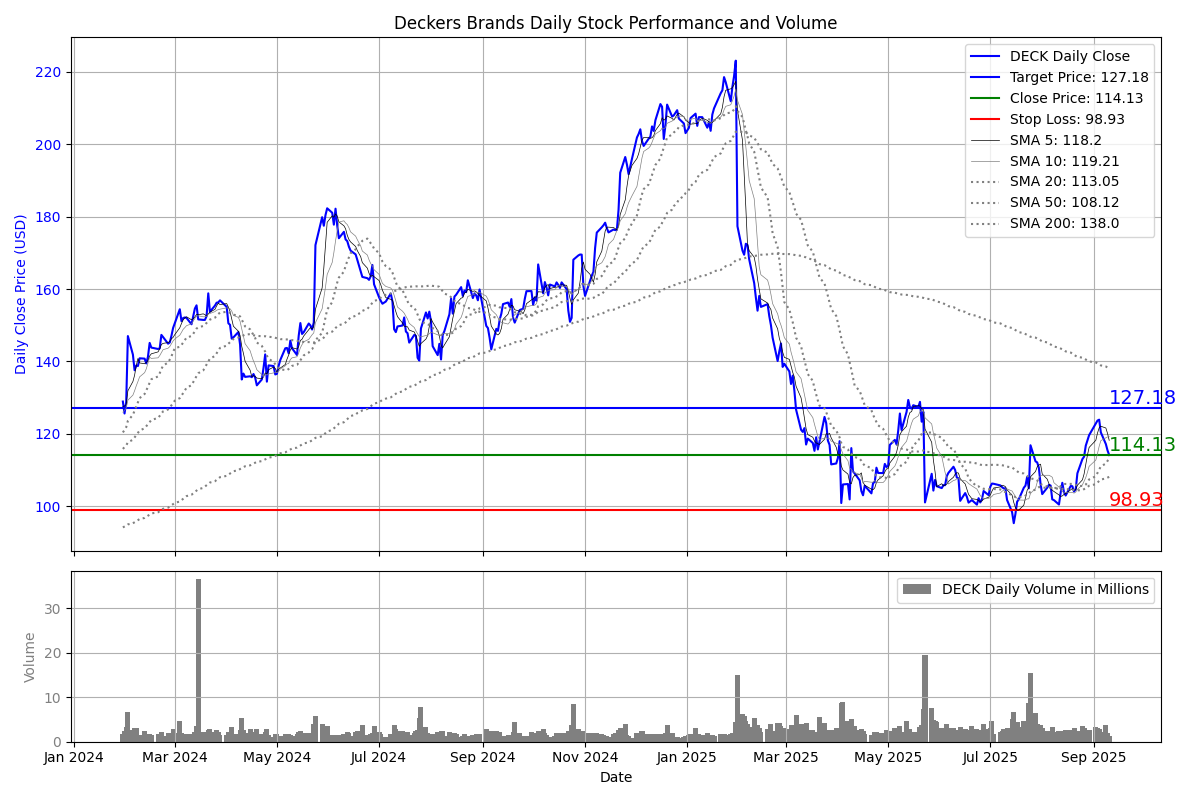 Deckers Brands Daily Stock Performance and Volume
Daily Close Price (USD)
220
200
180
160
140
120
100
DECK Daily Close
Target Price: 127.18
Close Price: 114.13
Stop Loss: 98.93
SMA 5: 118.2
SMA 10: 119.21
SMA 20: 113.05
SMA 50: 108.12
SMA 200: 138.0
127.18
114.13
98.93
Volume
30
20
10
0
DECK Daily Volume in Millions
Jan 2024 Mar 2024 May 2024 Jul 2024 Sep 2024 Nov 2024 Jan 2025 Mar 2025 May 2025 Jul 2025 Sep 2025
Date